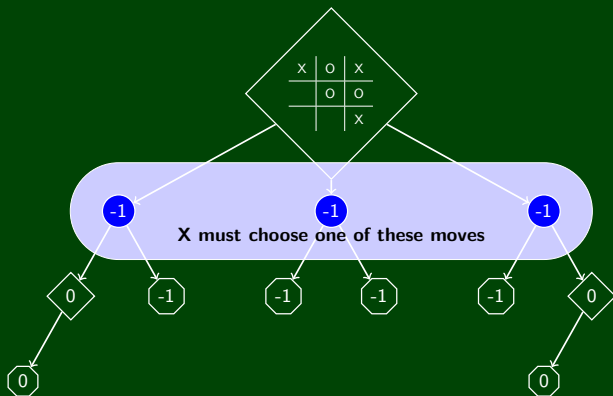 X O X
O O
X
-1 -1 -1
X must choose one of these moves
0 -1 -1 -1 -1 0
0 0